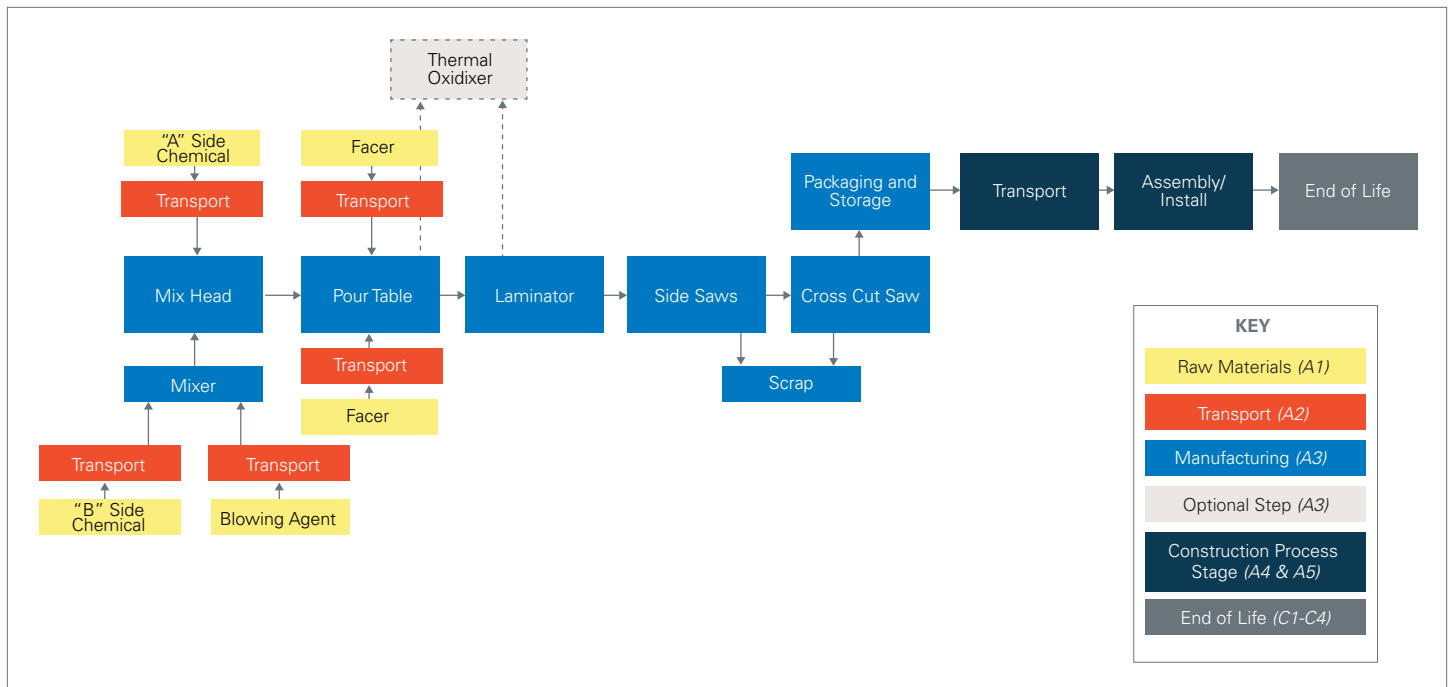 Thermal
Oxidixer
"A" Side
Chemical
Facer
Transport
Transport
Packaging and
Storage
Transport
Assembly/
Install
End of Life
Mix Head
Pour Table
Laminator
Side Saws
Cross Cut Saw
Transport
Mixer
Scrap
Facer
Transport
Transport
"B" Side
Chemical
Blowing Agent
KEY
Raw Materials (A1)
Transport (A2)
Manufacturing (A3)
Optional Step (A3)
Construction Process
Stage (A4 & A5)
End of Life (C1-C4)